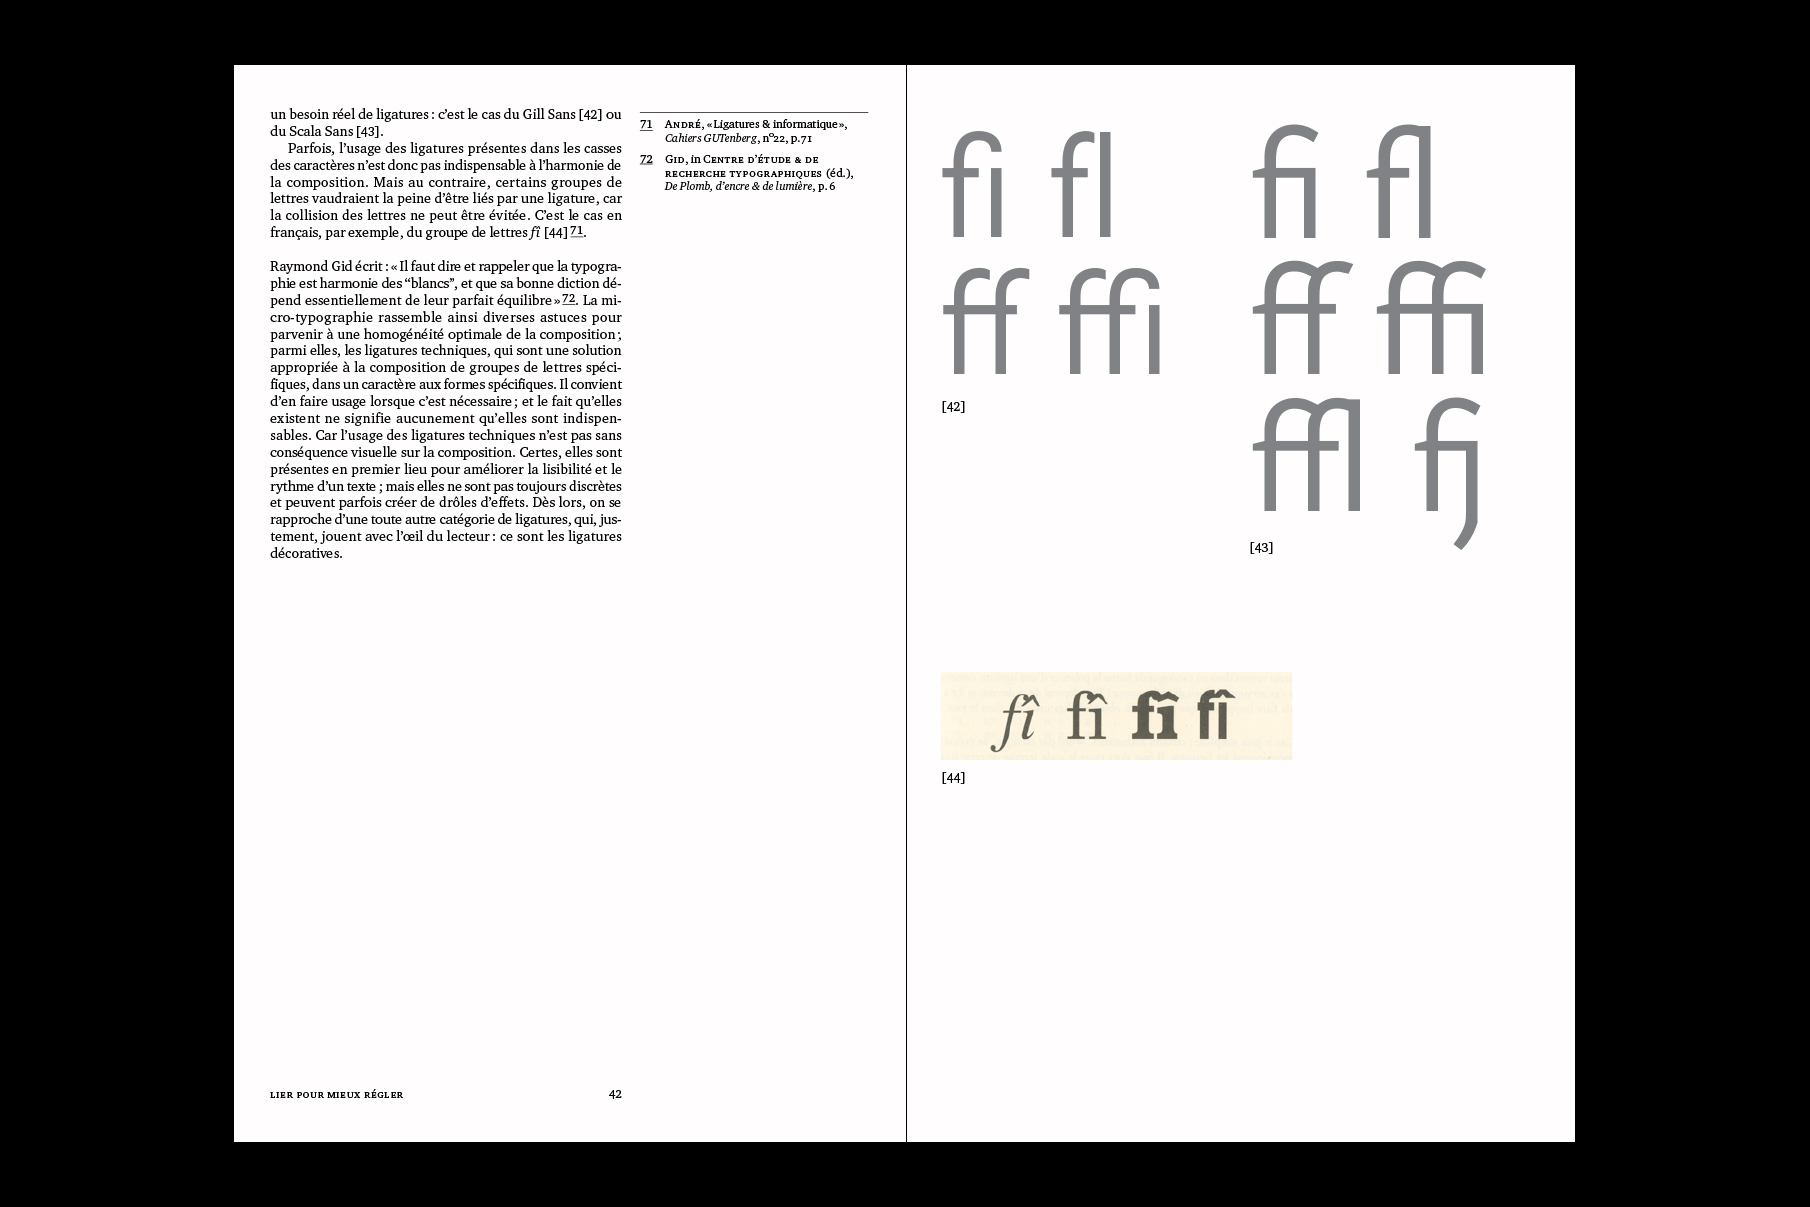 un besoin réel de ligatures : c’est le cas du Gill Sans [42] ou
du Scala Sans [43].
Parfois, l’usage des ligatures présentes dans les casses
des caractères n’est donc pas indispensable à l’harmonie de
la composition. Mais au contraire, certains groupes de
lettres vaudraient la peine d’être liés par une ligature, car
la collision des lettres ne peut être évitée. C’est le cas en
français, par exemple, du groupe de lettres fî [44] 71.
Raymond Gid écrit : « Il faut dire et rappeler que la typogra-
phie est harmonie des “blancs”, et que sa bonne diction dé-
pend essentiellement de leur parfait équilibre » 72. La mi-
cro-typographie rassemble ainsi diverses astuces pour
parvenir à une homogénéité optimale de la composition ;
parmi elles, les ligatures techniques, qui sont une solution
appropriée à la composition de groupes de lettres spéci-
fiques, dans un caractère aux formes spécifiques. Il convient
d’en faire usage lorsque c’est nécessaire ; et le fait qu’elles
existent ne signifie aucunement qu’elles sont indispen-
sables. Car l’usage des ligatures techniques n’est pas sans
conséquence visuelle sur la composition. Certes, elles sont
présentes en premier lieu pour améliorer la lisibilité et le
rythme d’un texte ; mais elles ne sont pas toujours discrètes
et peuvent parfois créer de drôles d’effets. Dès lors, on se
rapproche d’une toute autre catégorie de ligatures, qui, jus-
tement, jouent avec l’œil du lecteur : ce sont les ligatures
décoratives.
71 André, « Ligatures & informatique »,
Cahiers GUTenberg, nº22, p.71
72 Gid, in Centre d’étude & de
recherche typographiques (éd.),
De Plomb, d’encre & de lumière, p. 6
lier pour mieux régler 42
fi fl
ff ffi
[42]
fi fl
ff ffi
ffl fj
[43]
fî fî fî fî
[44]